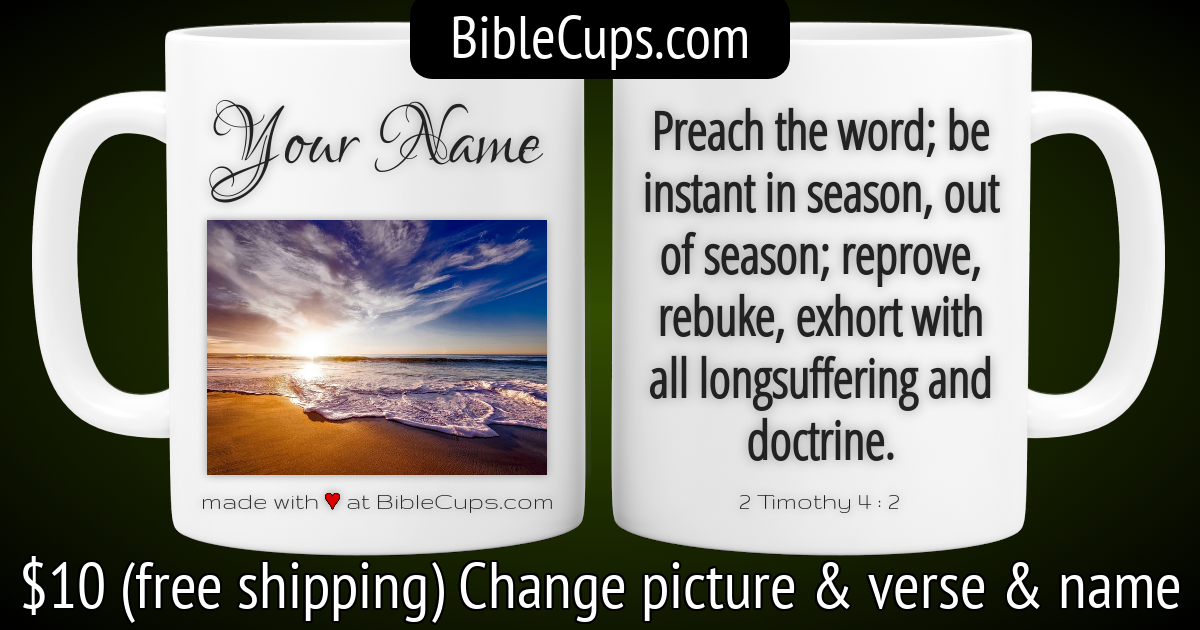 BibleCups.com
Your Name
made with ♥ at BibleCups.com
Preach the word; be
instant in season, out
of season; reprove,
rebuke, exhort with
all longsuffering and
doctrine.
2 Timothy 4 : 2
$10 (free shipping) Change picture & verse & name